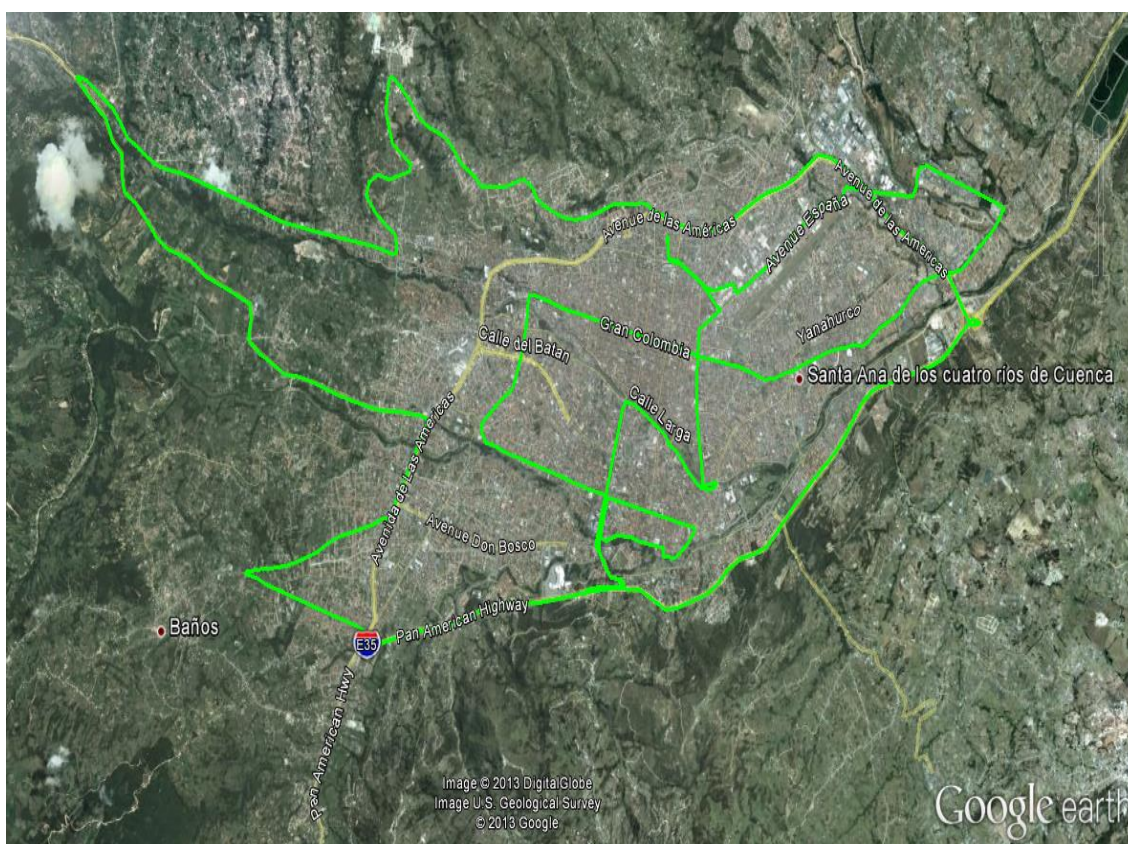 Avenue de las Américas
Avenue de las Américas
Avenue España
Gran Colombia
Yanahurco
Calle del Batan
Santa Ana de los cuatro ríos de Cuenca
Calle Larga
Avenida de Las Américas
Avenue Don Bosco
Pan American Highway
Baños
E35
Pan American Hwy
Image © 2013 DigitalGlobe
Image U.S. Geological Survey
© 2013 Google
Google earth